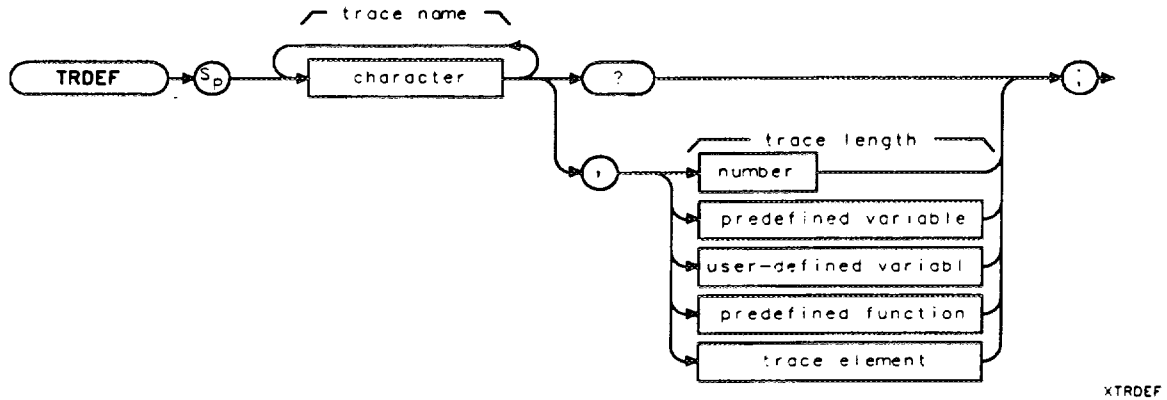 trace name
TRDEF
Sp
character
?
;
trace length
,
number
predefined variable
user-defined variabl
predefined function
trace element
XTRDEF